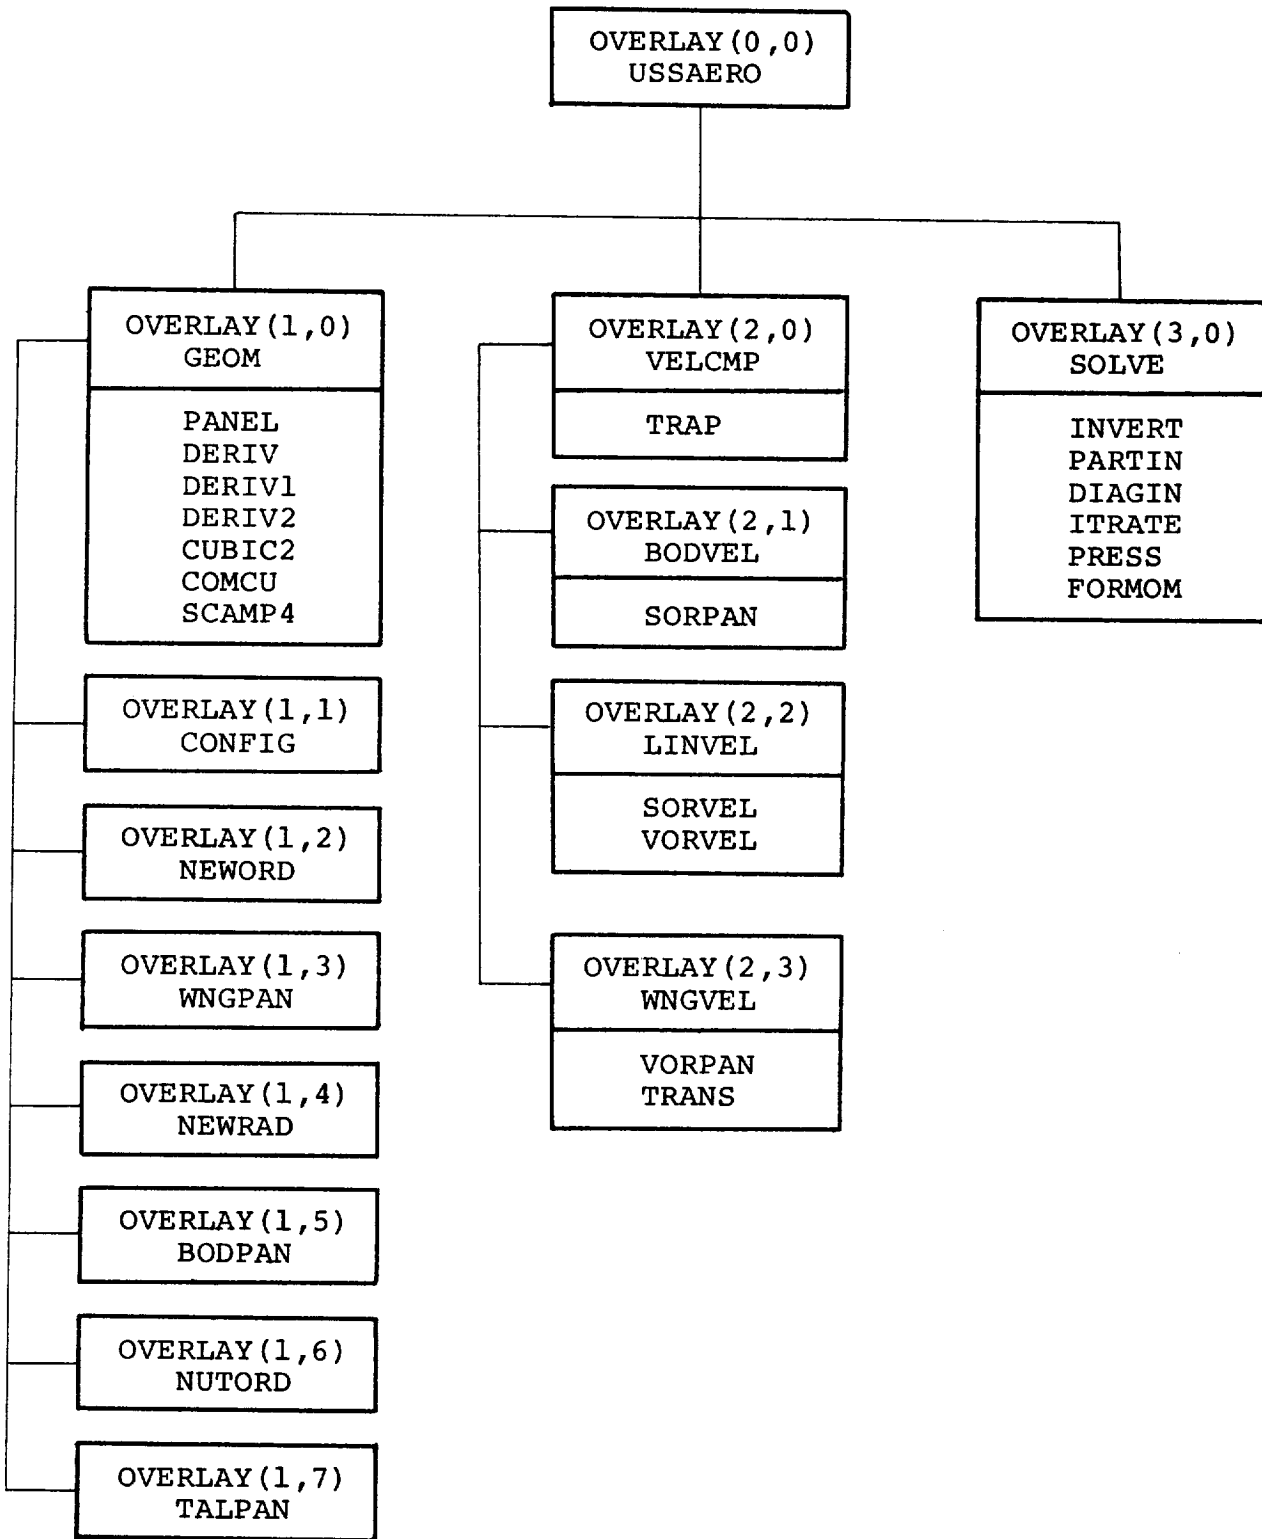 OVERLAY(0,0)
USSAERO
OVERLAY(1,0)
GEOM
PANEL
DERIV
DERIV1
DERIV2
CUBIC2
COMCU
SCAMP4
OVERLAY(1,1)
CONFIG
OVERLAY(1,2)
NEWORD
OVERLAY(1,3)
WNGPAN
OVERLAY(1,4)
NEWRAD
OVERLAY(1,5)
BODPAN
OVERLAY(1,6)
NUTORD
OVERLAY(1,7)
TALPAN
OVERLAY(2,0)
VELCMP
TRAP
OVERLAY(2,1)
BODVEL
SORPAN
OVERLAY(2,2)
LINVEL
SORVEL
VORVEL
OVERLAY(2,3)
WNGVEL
VORPAN
TRANS
OVERLAY(3,0)
SOLVE
INVERT
PARTIN
DIAGIN
ITRATE
PRESS
FORMOM